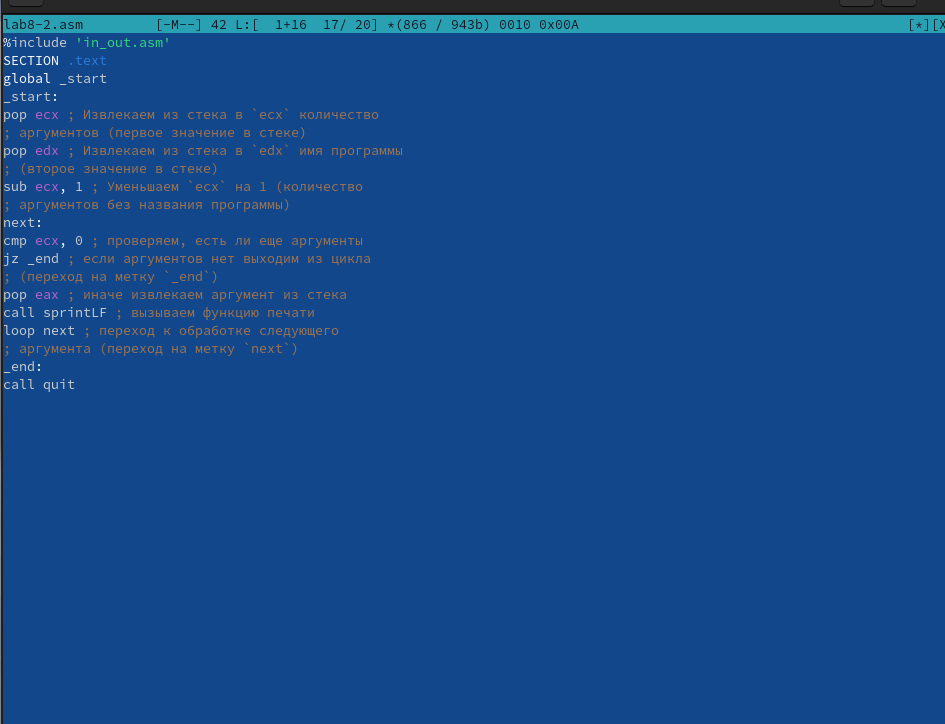 lab8-2.asm [-M--] 42 L:[ 1+16 17/ 20] *(866 / 943b) 0010 0x00A [*][X
%include 'in_out.asm'
SECTION .text
global _start
_start:
pop ecx ; Извлекаем из стека в `ecx` количество
; аргументов (первое значение в стеке)
pop edx ; Извлекаем из стека в `edx` имя программы
; (второе значение в стеке)
sub ecx, 1 ; Уменьшаем `ecx` на 1 (количество
; аргументов без названия программы)
next:
cmp ecx, 0 ; проверяем, есть ли еще аргументы
jz _end ; если аргументов нет выходим из цикла
; (переход на метку `_end`)
pop eax ; иначе извлекаем аргумент из стека
call sprintLF ; вызываем функцию печати
loop next ; переход к обработке следующего
; аргумента (переход на метку `next`)
_end:
call quit